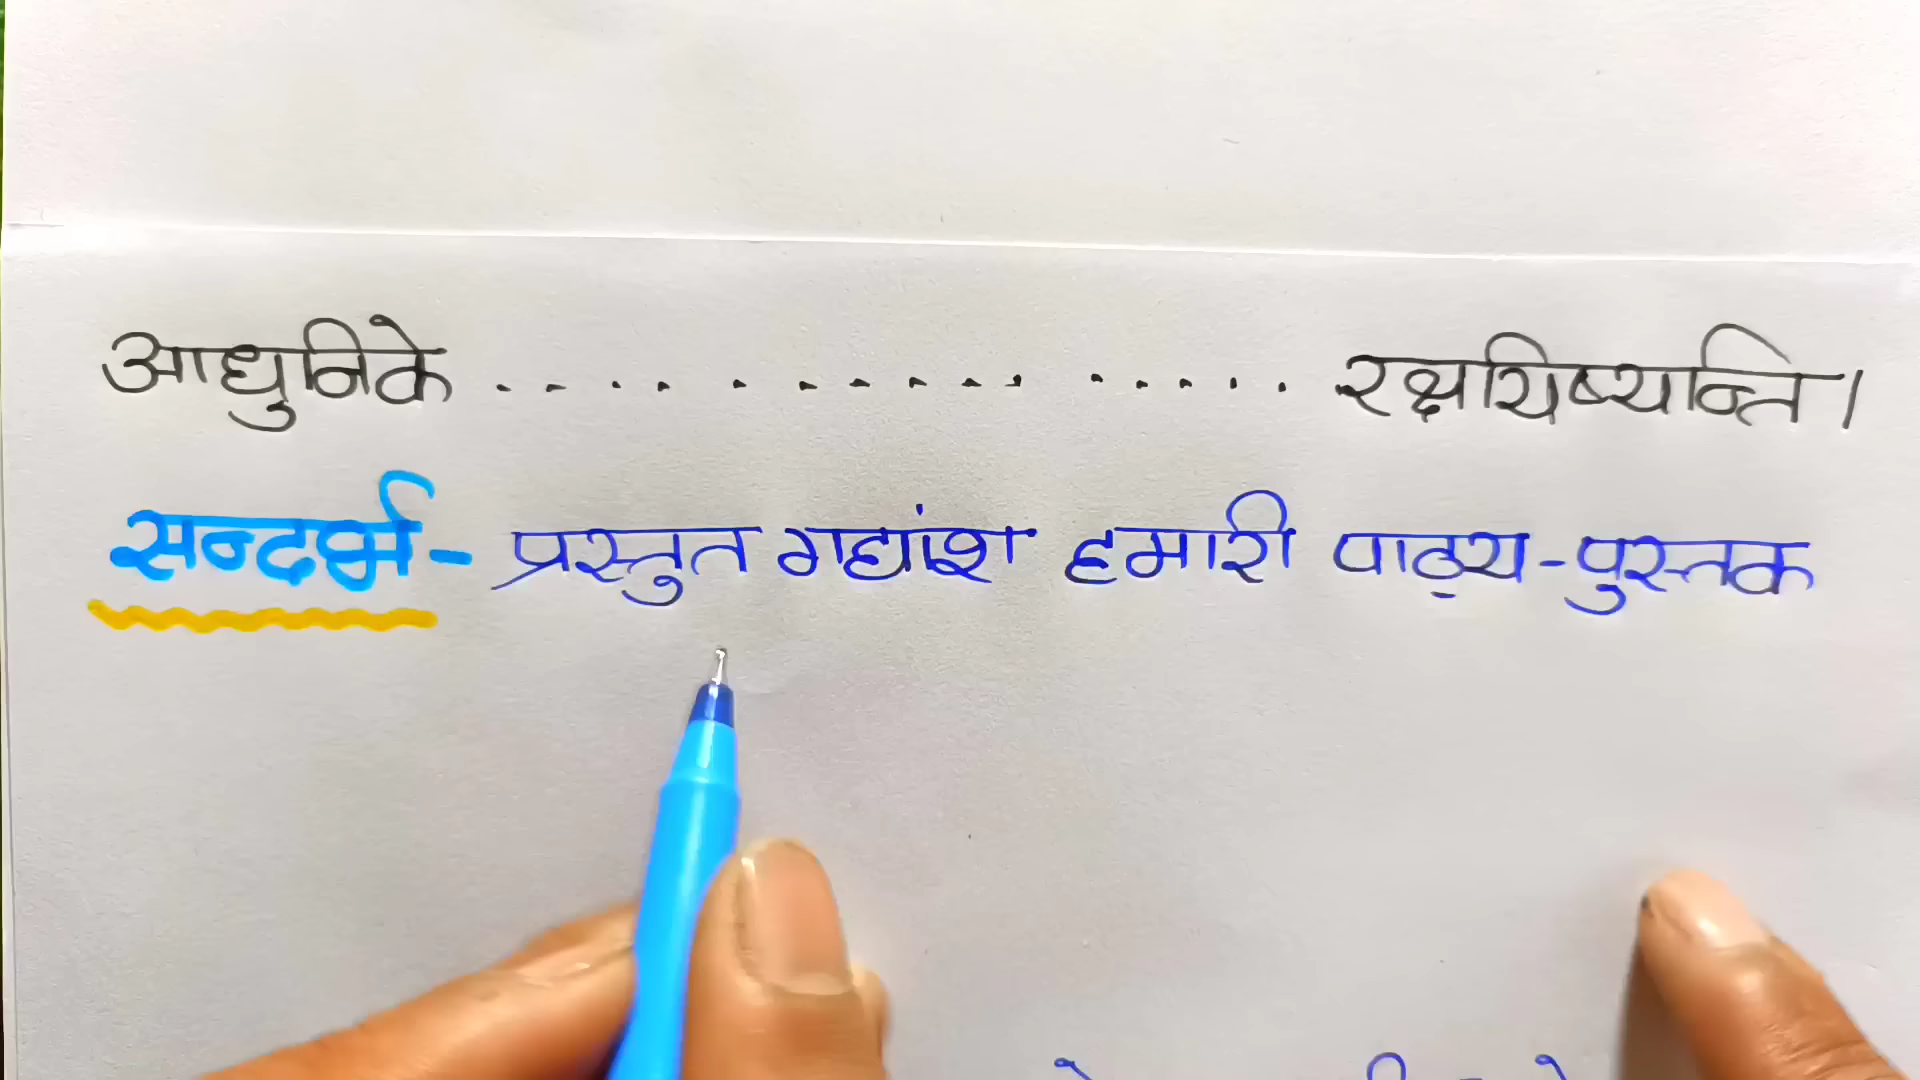 आधुनिके . . . . . . . . . . . . . . . रक्षयिष्यन्ति।
सन्दर्भ- प्रस्तुत गद्यांश हमारी पाठ्य-पुस्तक